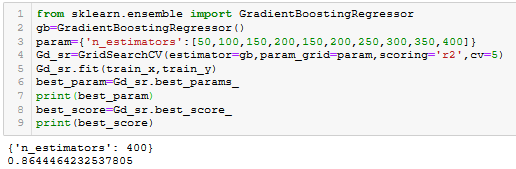 1 from sklearn.ensemble import GradientBoostingRegressor
2 gb=GradientBoostingRegressor()
3 param={'n_estimators':[50,100,150,200,150,200,250,300,350,400]}
4 Gd_sr=GridSearchCV(estimator=gb,param_grid=param,scoring='r2',cv=5)
5 Gd_sr.fit(train_x,train_y)
6 best_param=Gd_sr.best_params_
7 print(best_param)
8 best_score=Gd_sr.best_score_
9 print(best_score)
{'n_estimators': 400}
0.8644464232537805